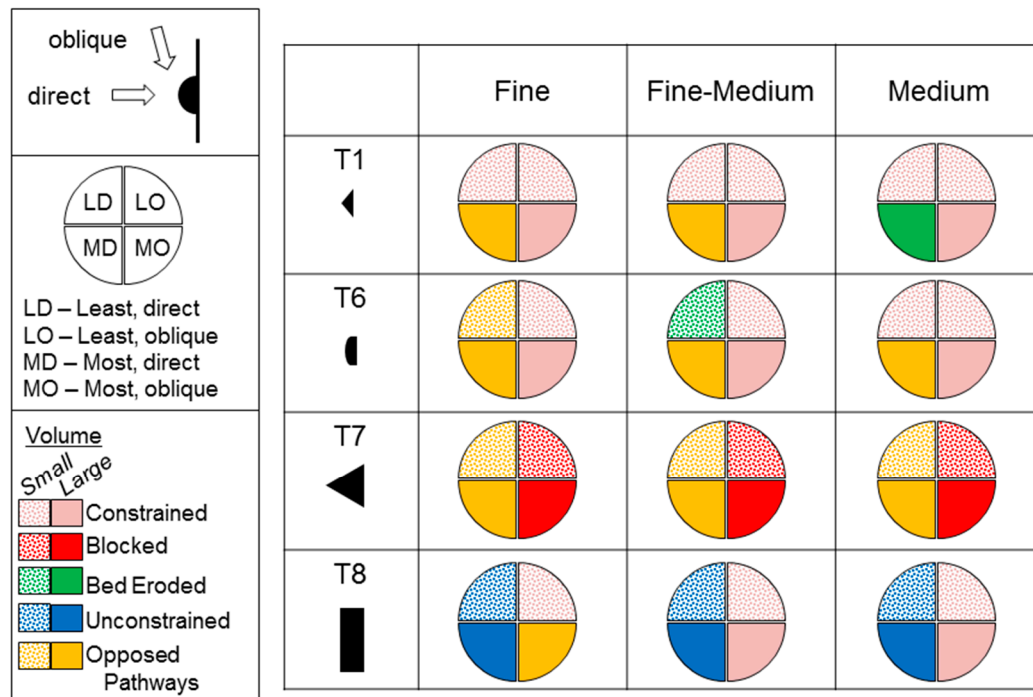 oblique
direct
LD LO
MD MO
LD – Least, direct
LO – Least, oblique
MD – Most, direct
MO – Most, oblique
Volume
Small
Large
Constrained
Blocked
Bed Eroded
Unconstrained
Opposed
Pathways
Fine Fine-Medium Medium
T1
T6
T7
T8